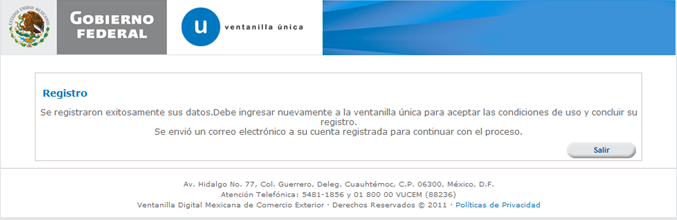 GOBIERNO
FEDERAL
u ventanilla única
Registro
Se registraron exitosamente sus datos.Debe ingresar nuevamente a la ventanilla única para aceptar las condiciones de uso y concluir su
registro.
Se envió un correo electrónico a su cuenta registrada para continuar con el proceso.
Salir
Av. Hidalgo No. 77, Col. Guerrero, Deleg. Cuauhtémoc, C.P. 06300, México, D.F.
Atención Telefónica: 5481-1856 y 01 800 00 VUCEM (88236)
Ventanilla Digital Mexicana de Comercio Exterior · Derechos Reservados © 2011 · Políticas de Privacidad